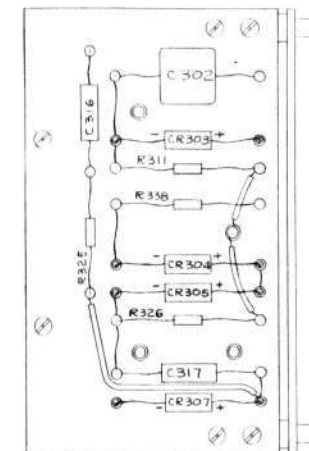 C302
C316
- CR303 +
R311
R338
R325
- CR304 +
- CR305 +
R326
C317
- CR307 +